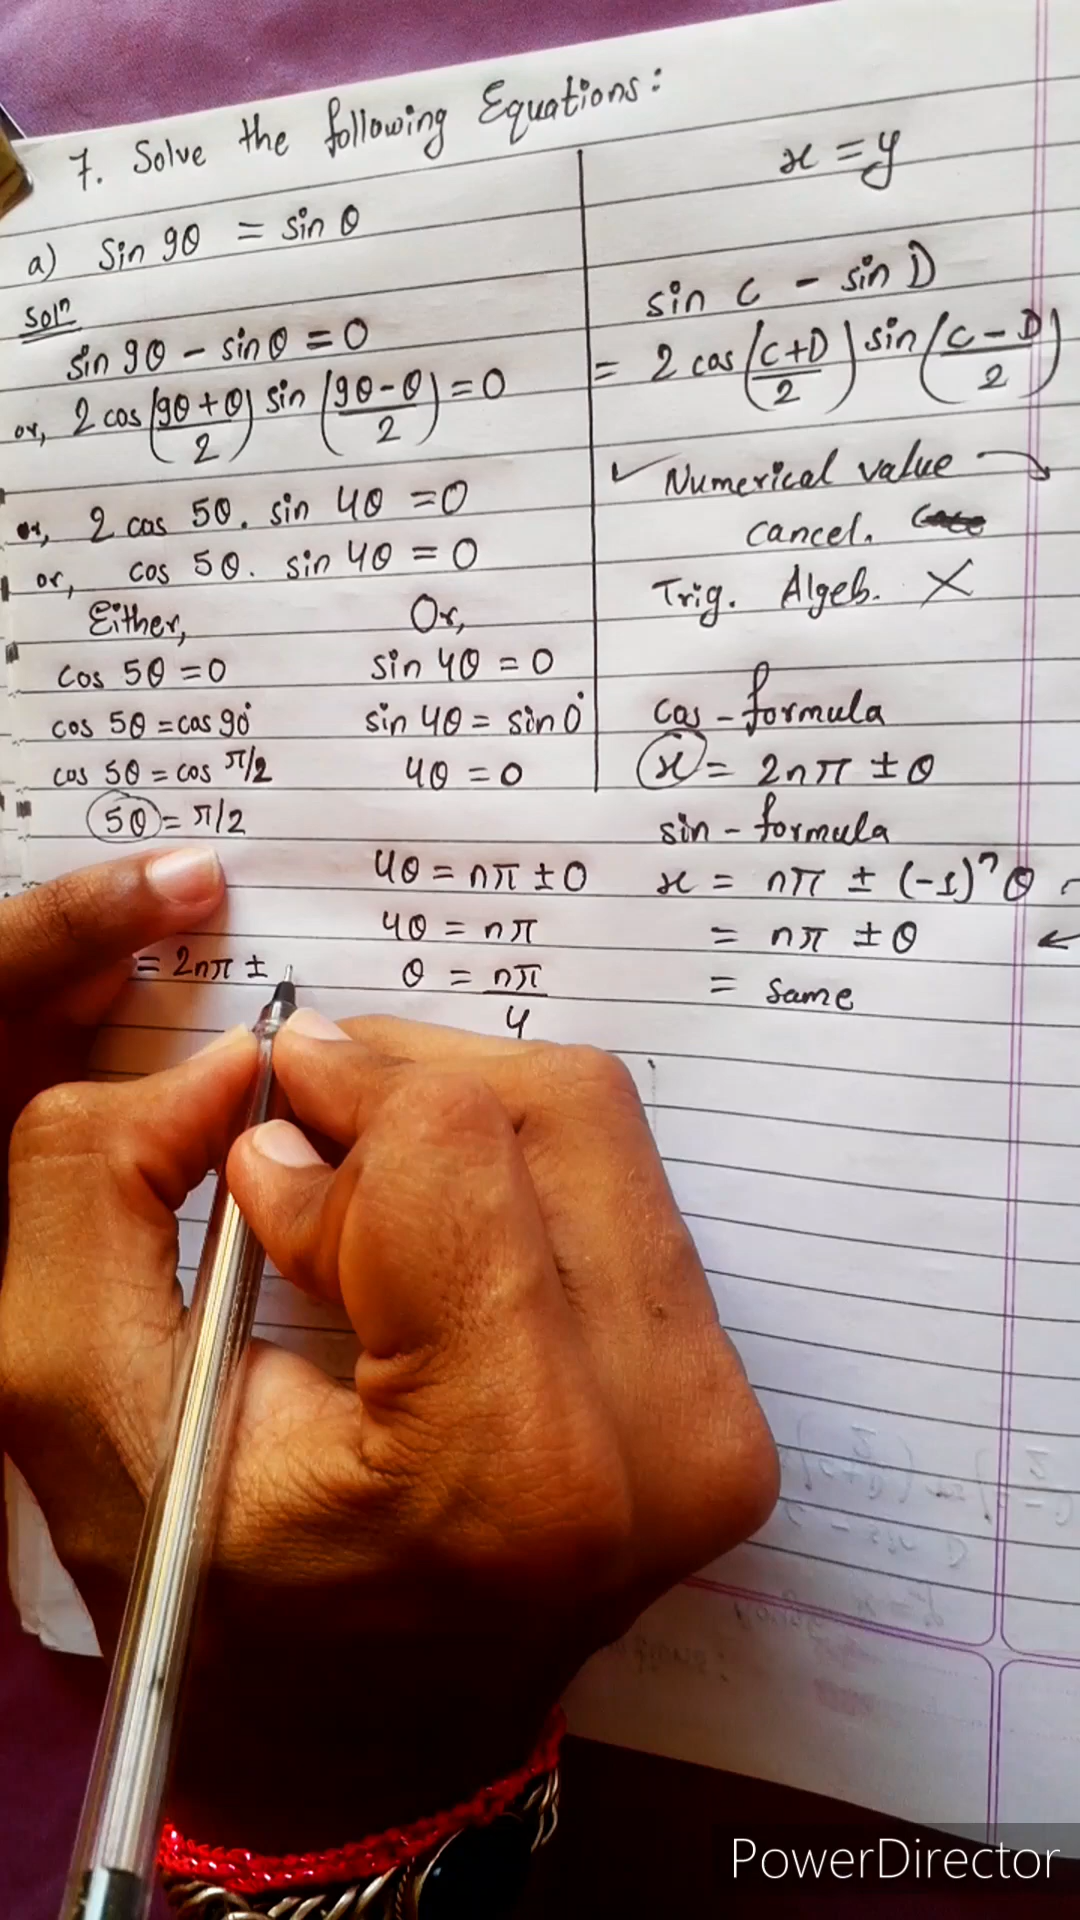 7. Solve the following Equations:
a) Sin 9θ = sin θ
Solⁿ
sin 9θ - sin θ = 0
or, 2 cos (9θ + θ / 2) sin (9θ - θ / 2) = 0
or, 2 cos 5θ. sin 4θ = 0
or, cos 5θ. sin 4θ = 0
Either,
cos 5θ = 0
cos 5θ = cos 90°
cos 5θ = cos π/2
5θ = π/2
= 2nπ ±
Or,
sin 4θ = 0
sin 4θ = sin 0°
4θ = 0
4θ = nπ ± 0
4θ = nπ
θ = nπ / 4
x = y
sin C - sin D
= 2 cos (C+D / 2) sin (C-D / 2)
✓ Numerical value →
cancel.
Trig. Algeb. ✗
cos - formula
x = 2nπ ± θ
sin - formula
x = nπ ± (-1)ⁿ θ
= nπ ± θ ←
= same
PowerDirector